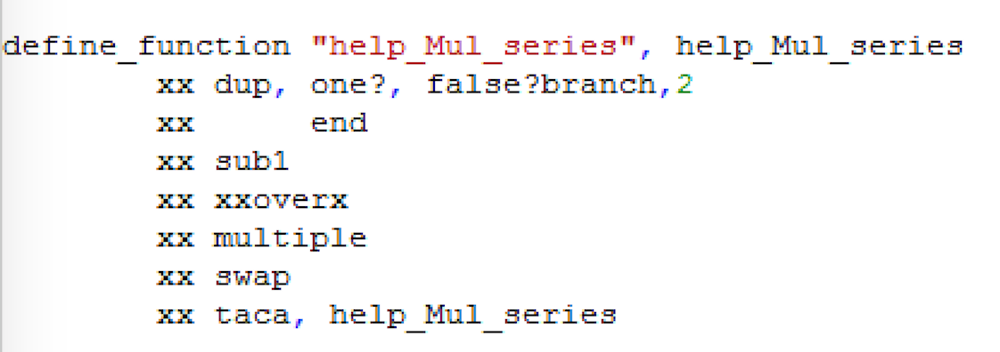 define_function "help_Mul_series", help_Mul_series
xx dup, one?, false?branch,2
xx end
xx sub1
xx xxoverx
xx multiple
xx swap
xx taca, help_Mul_series